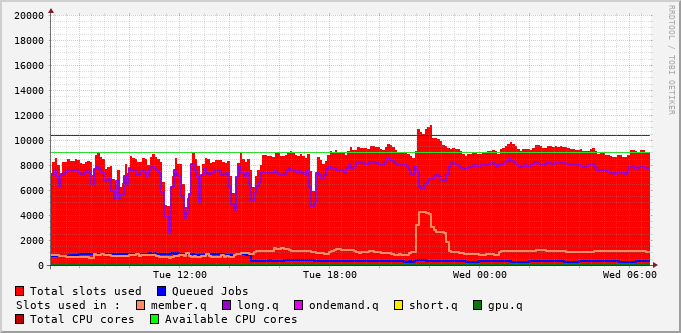 20000
18000
16000
14000
12000
10000
8000
6000
4000
2000
0
Tue 12:00 Tue 18:00 Wed 00:00 Wed 06:00
Total slots used Queued Jobs
Slots used in : member.q long.q ondemand.q short.q gpu.q
Total CPU cores Available CPU cores
RRDTOOL / TOBI OETIKER